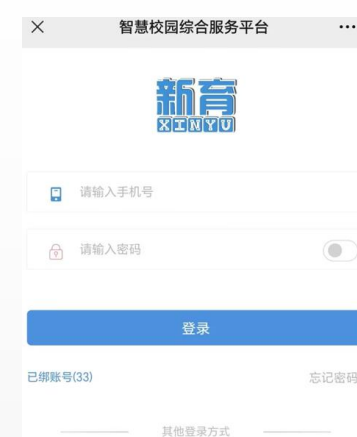 智慧校园综合服务平台
新育
XINYU
请输入手机号
请输入密码
登录
已绑账号(33)
忘记密码
其他登录方式